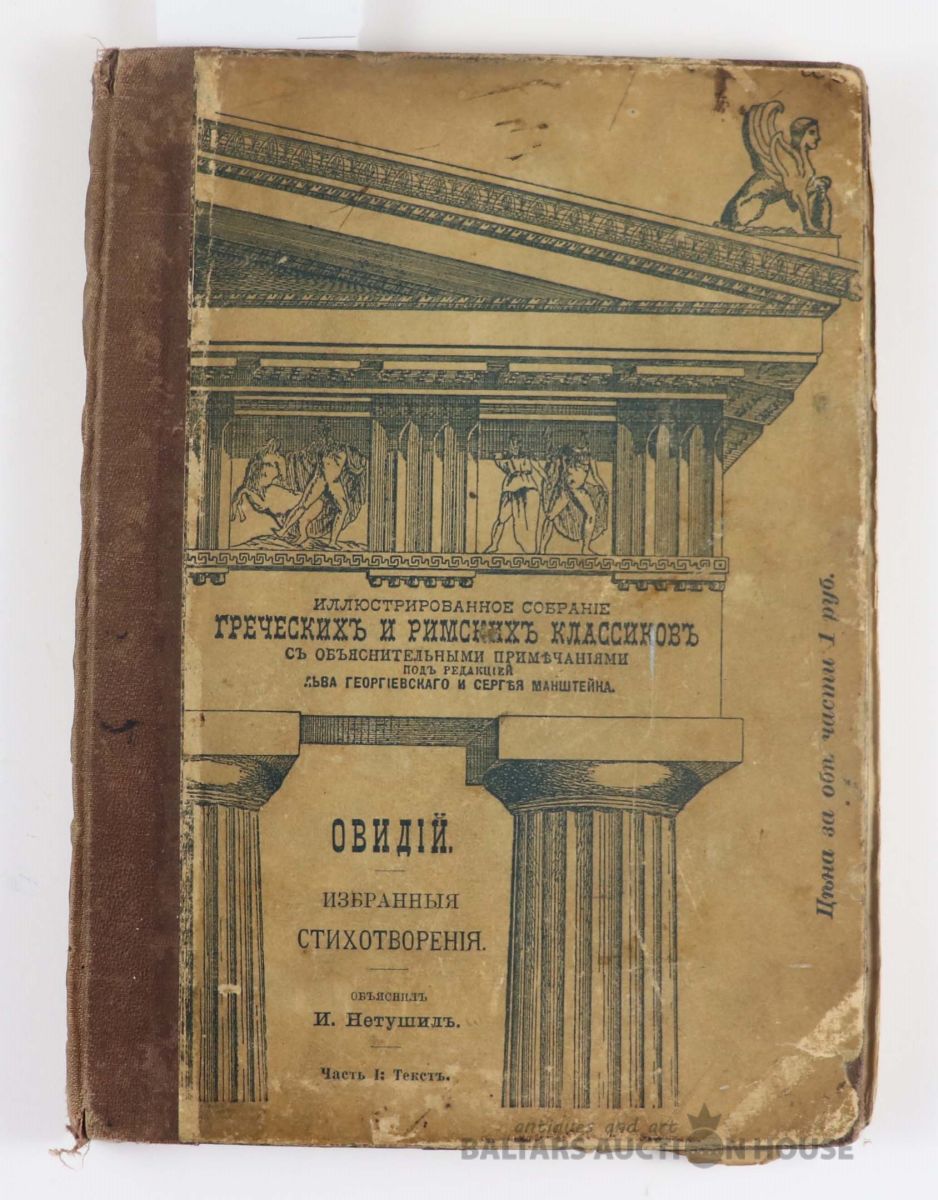 ИЛЛЮСТРИРОВАННОЕ СОБРАНІЕ
ГРЕЧЕСКИХЪ И РИМСКИХЪ КЛАССИКОВЪ
СЪ ОБЪЯСНИТЕЛЬНЫМИ ПРИМѢЧАНІЯМИ
ПОДЪ РЕДАКЦІЕЙ
ЛЬВА ГЕОРГІЕВСКАГО И СЕРГѢЯ МАНШТЕЙНА.
ОВИДІЙ.
ИЗБРАННЫЯ
СТИХОТВОРЕНІЯ.
ОБЪЯСНИЛЪ
И. Нетушилъ.
Часть I: Текстъ.
Цѣна за обѣ части 1 руб.
antiques and art
BALTARS AUCTION HOUSE